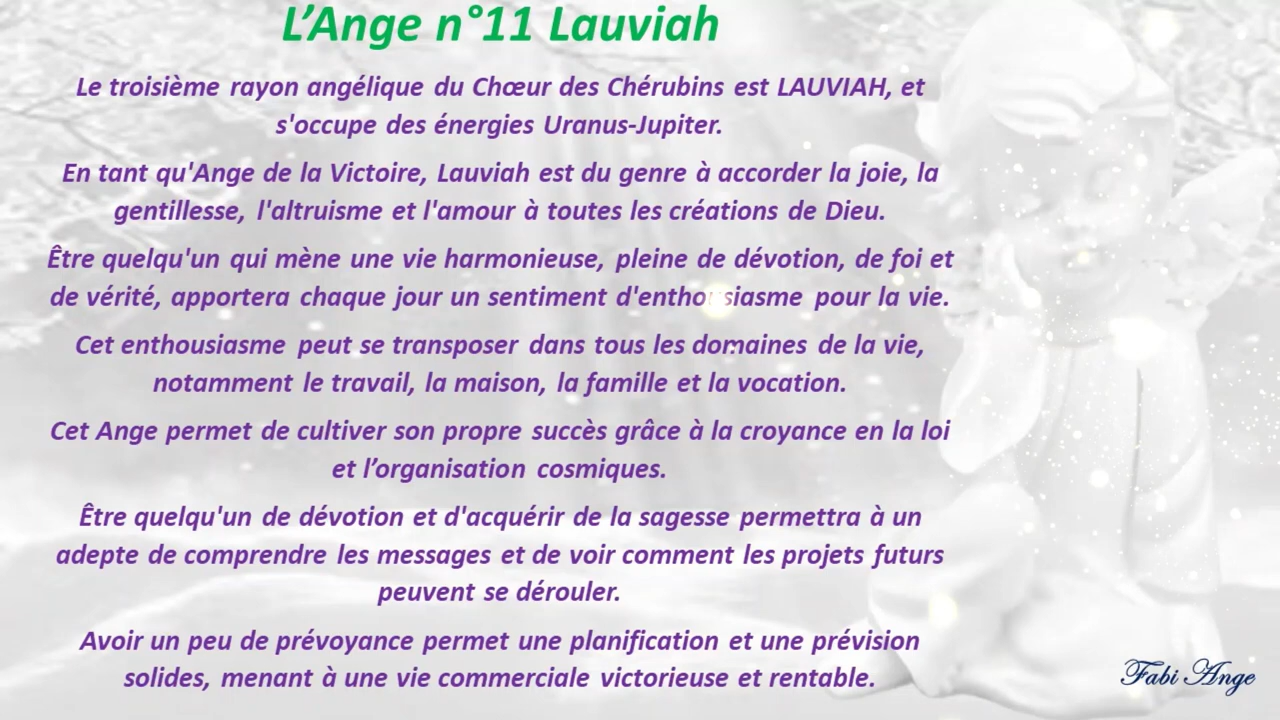 L’Ange n°11 Lauviah
Le troisième rayon angélique du Chœur des Chérubins est LAUVIAH, et
s'occupe des énergies Uranus-Jupiter.
En tant qu'Ange de la Victoire, Lauviah est du genre à accorder la joie, la
gentillesse, l'altruisme et l'amour à toutes les créations de Dieu.
Être quelqu'un qui mène une vie harmonieuse, pleine de dévotion, de foi et
de vérité, apportera chaque jour un sentiment d'enthousiasme pour la vie.
Cet enthousiasme peut se transposer dans tous les domaines de la vie,
notamment le travail, la maison, la famille et la vocation.
Cet Ange permet de cultiver son propre succès grâce à la croyance en la loi
et l’organisation cosmiques.
Être quelqu'un de dévotion et d'acquérir de la sagesse permettra à un
adepte de comprendre les messages et de voir comment les projets futurs
peuvent se dérouler.
Avoir un peu de prévoyance permet une planification et une prévision
solides, menant à une vie commerciale victorieuse et rentable.
Fabi Ange